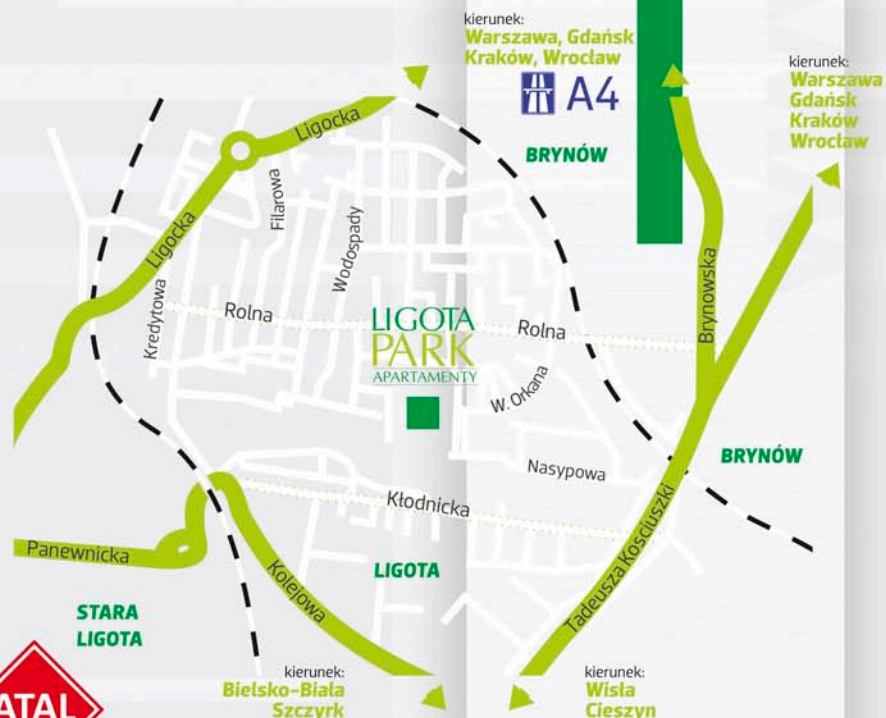 kierunek:
Warszawa, Gdańsk
Kraków, Wrocław
A4
kierunek:
Warszawa
Gdańsk
Kraków
Wrocław
BRYNÓW
Ligocka
Filarowa
Ligocka
Wodospady
Brynowska
Kredytowa
Rolna
LIGOTA
PARK
APARTAMENTY
Rolna
W. Orkana
BRYNÓW
Nasypowa
Kłodnicka
Panewnicka
Kolejowa
LIGOTA
Tadeusza Kosciuszki
STARA
LIGOTA
ATAL
kierunek:
Bielsko-Biała
Szczyrk
kierunek:
Wisła
Cieszyn